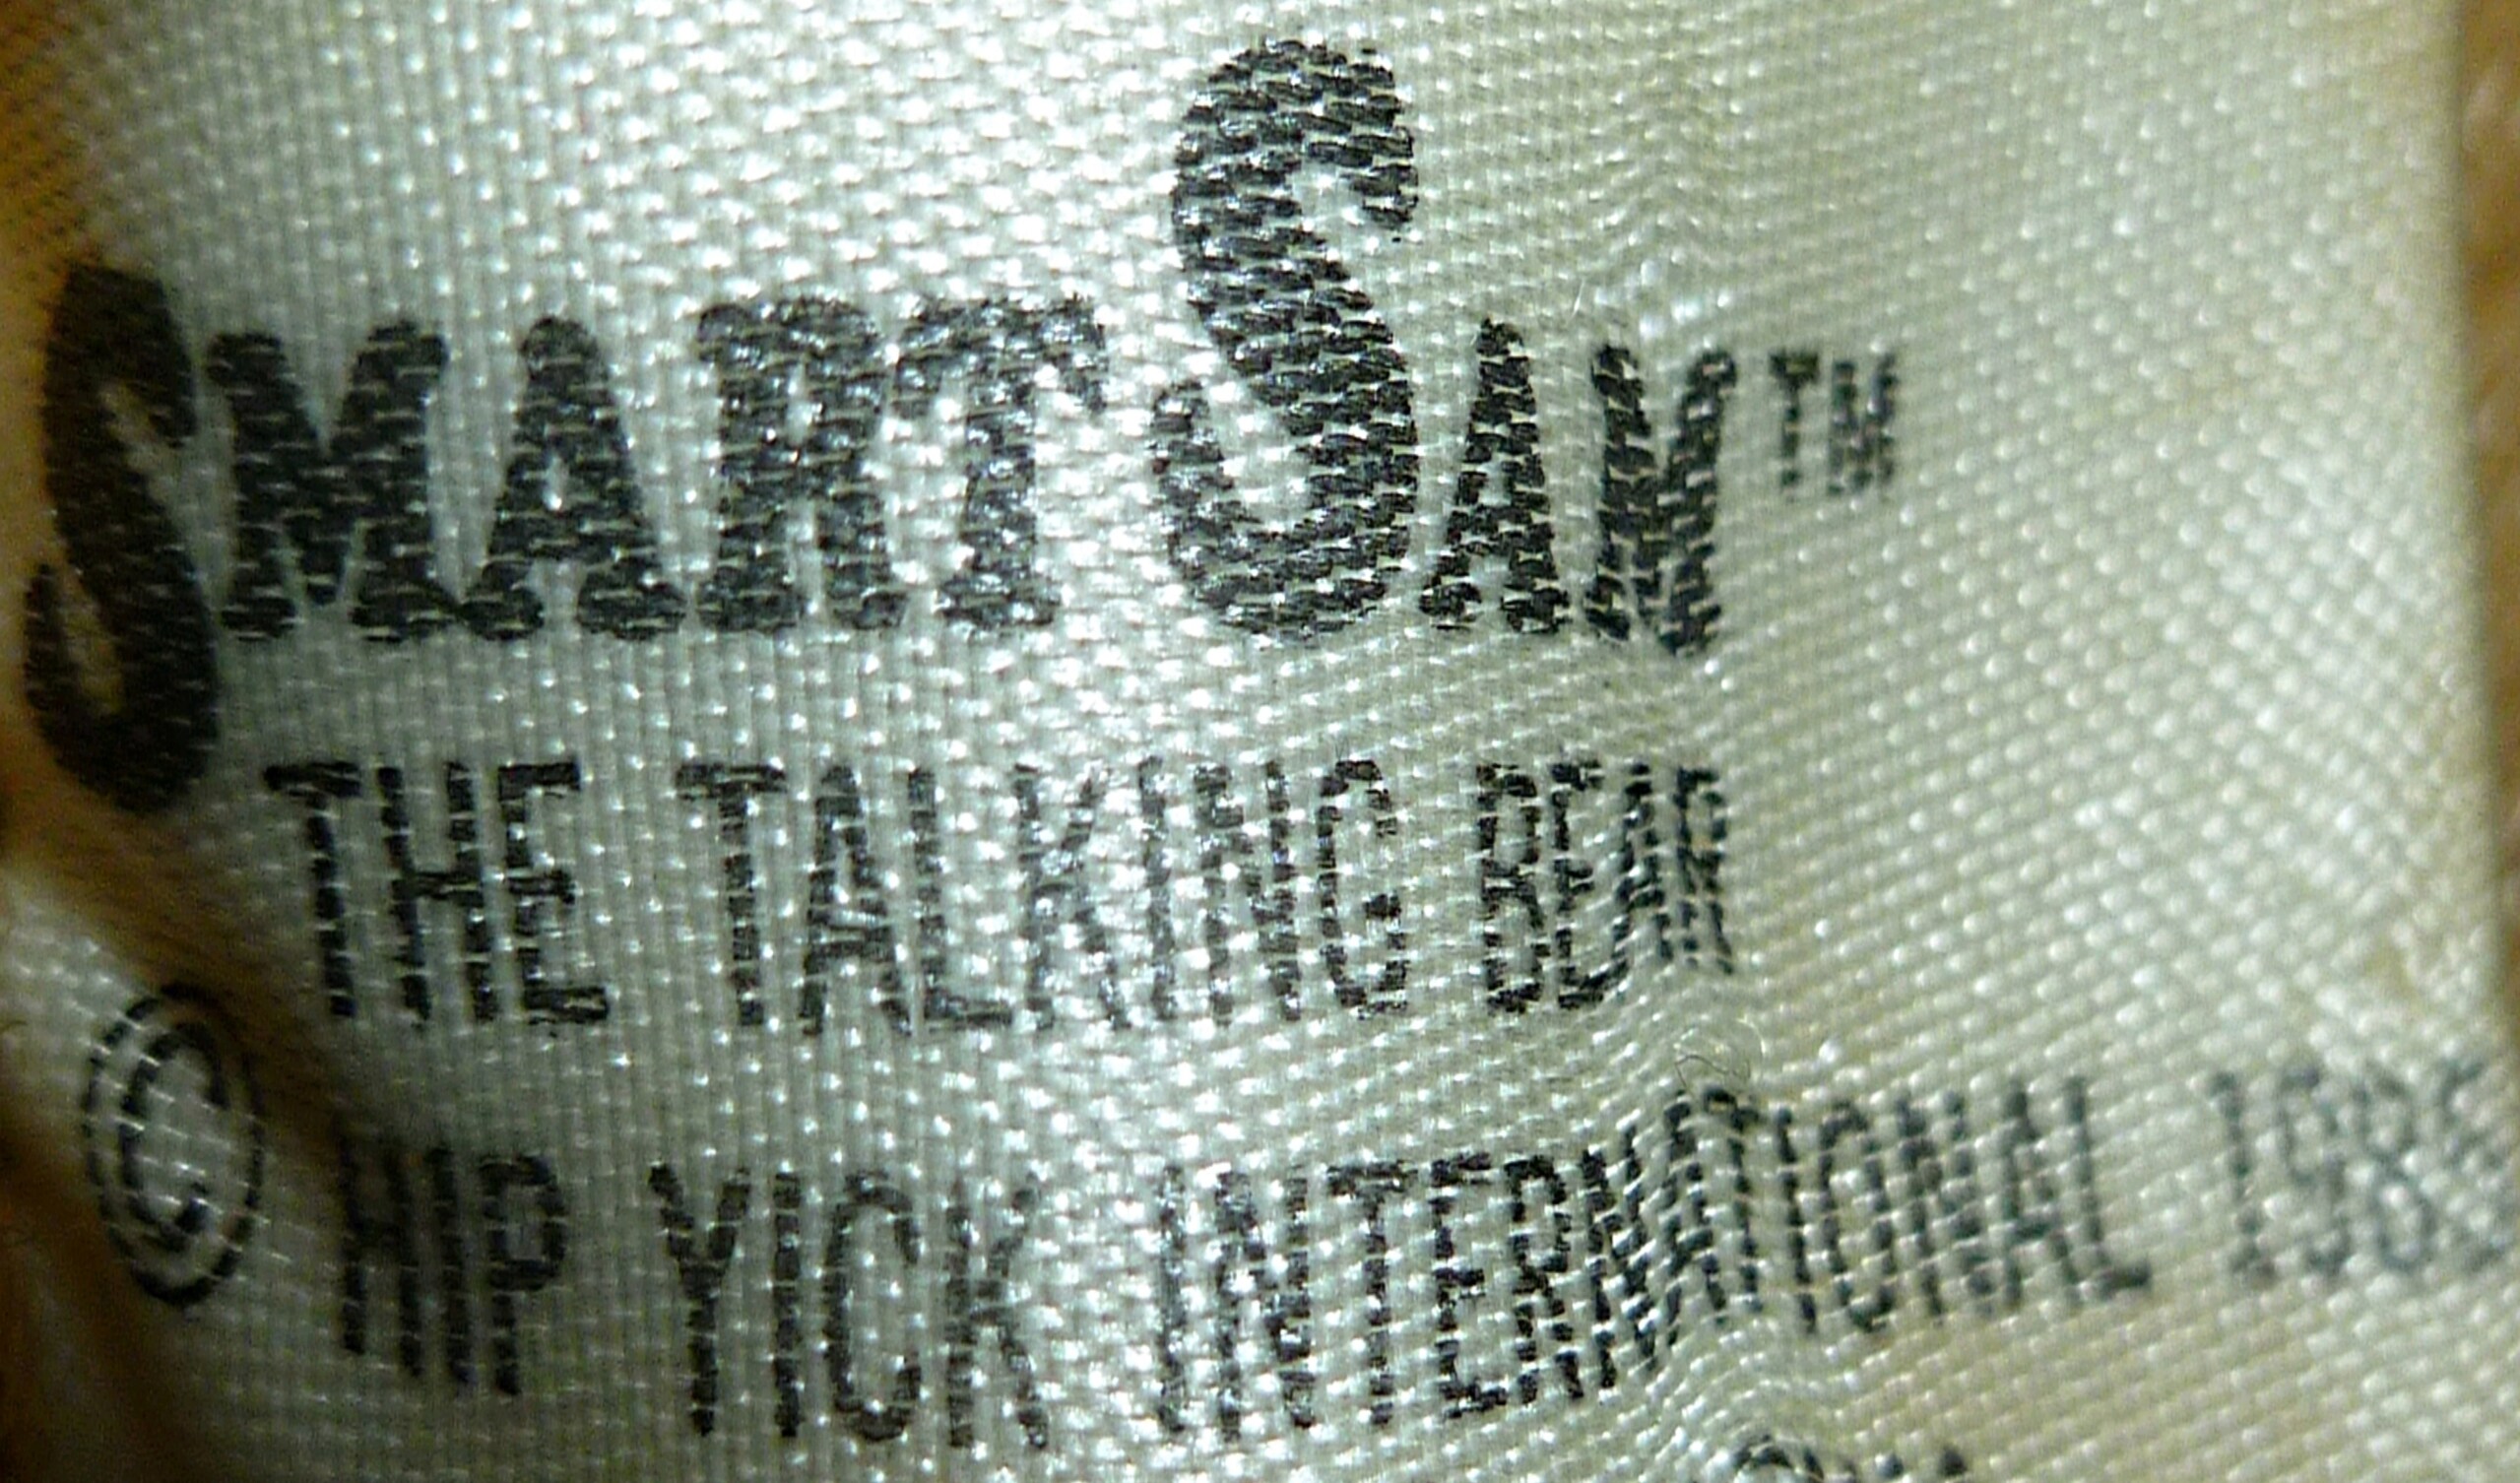 SMART SAM™
THE TALKING BEAR
© HIP YICK INTERNATIONAL